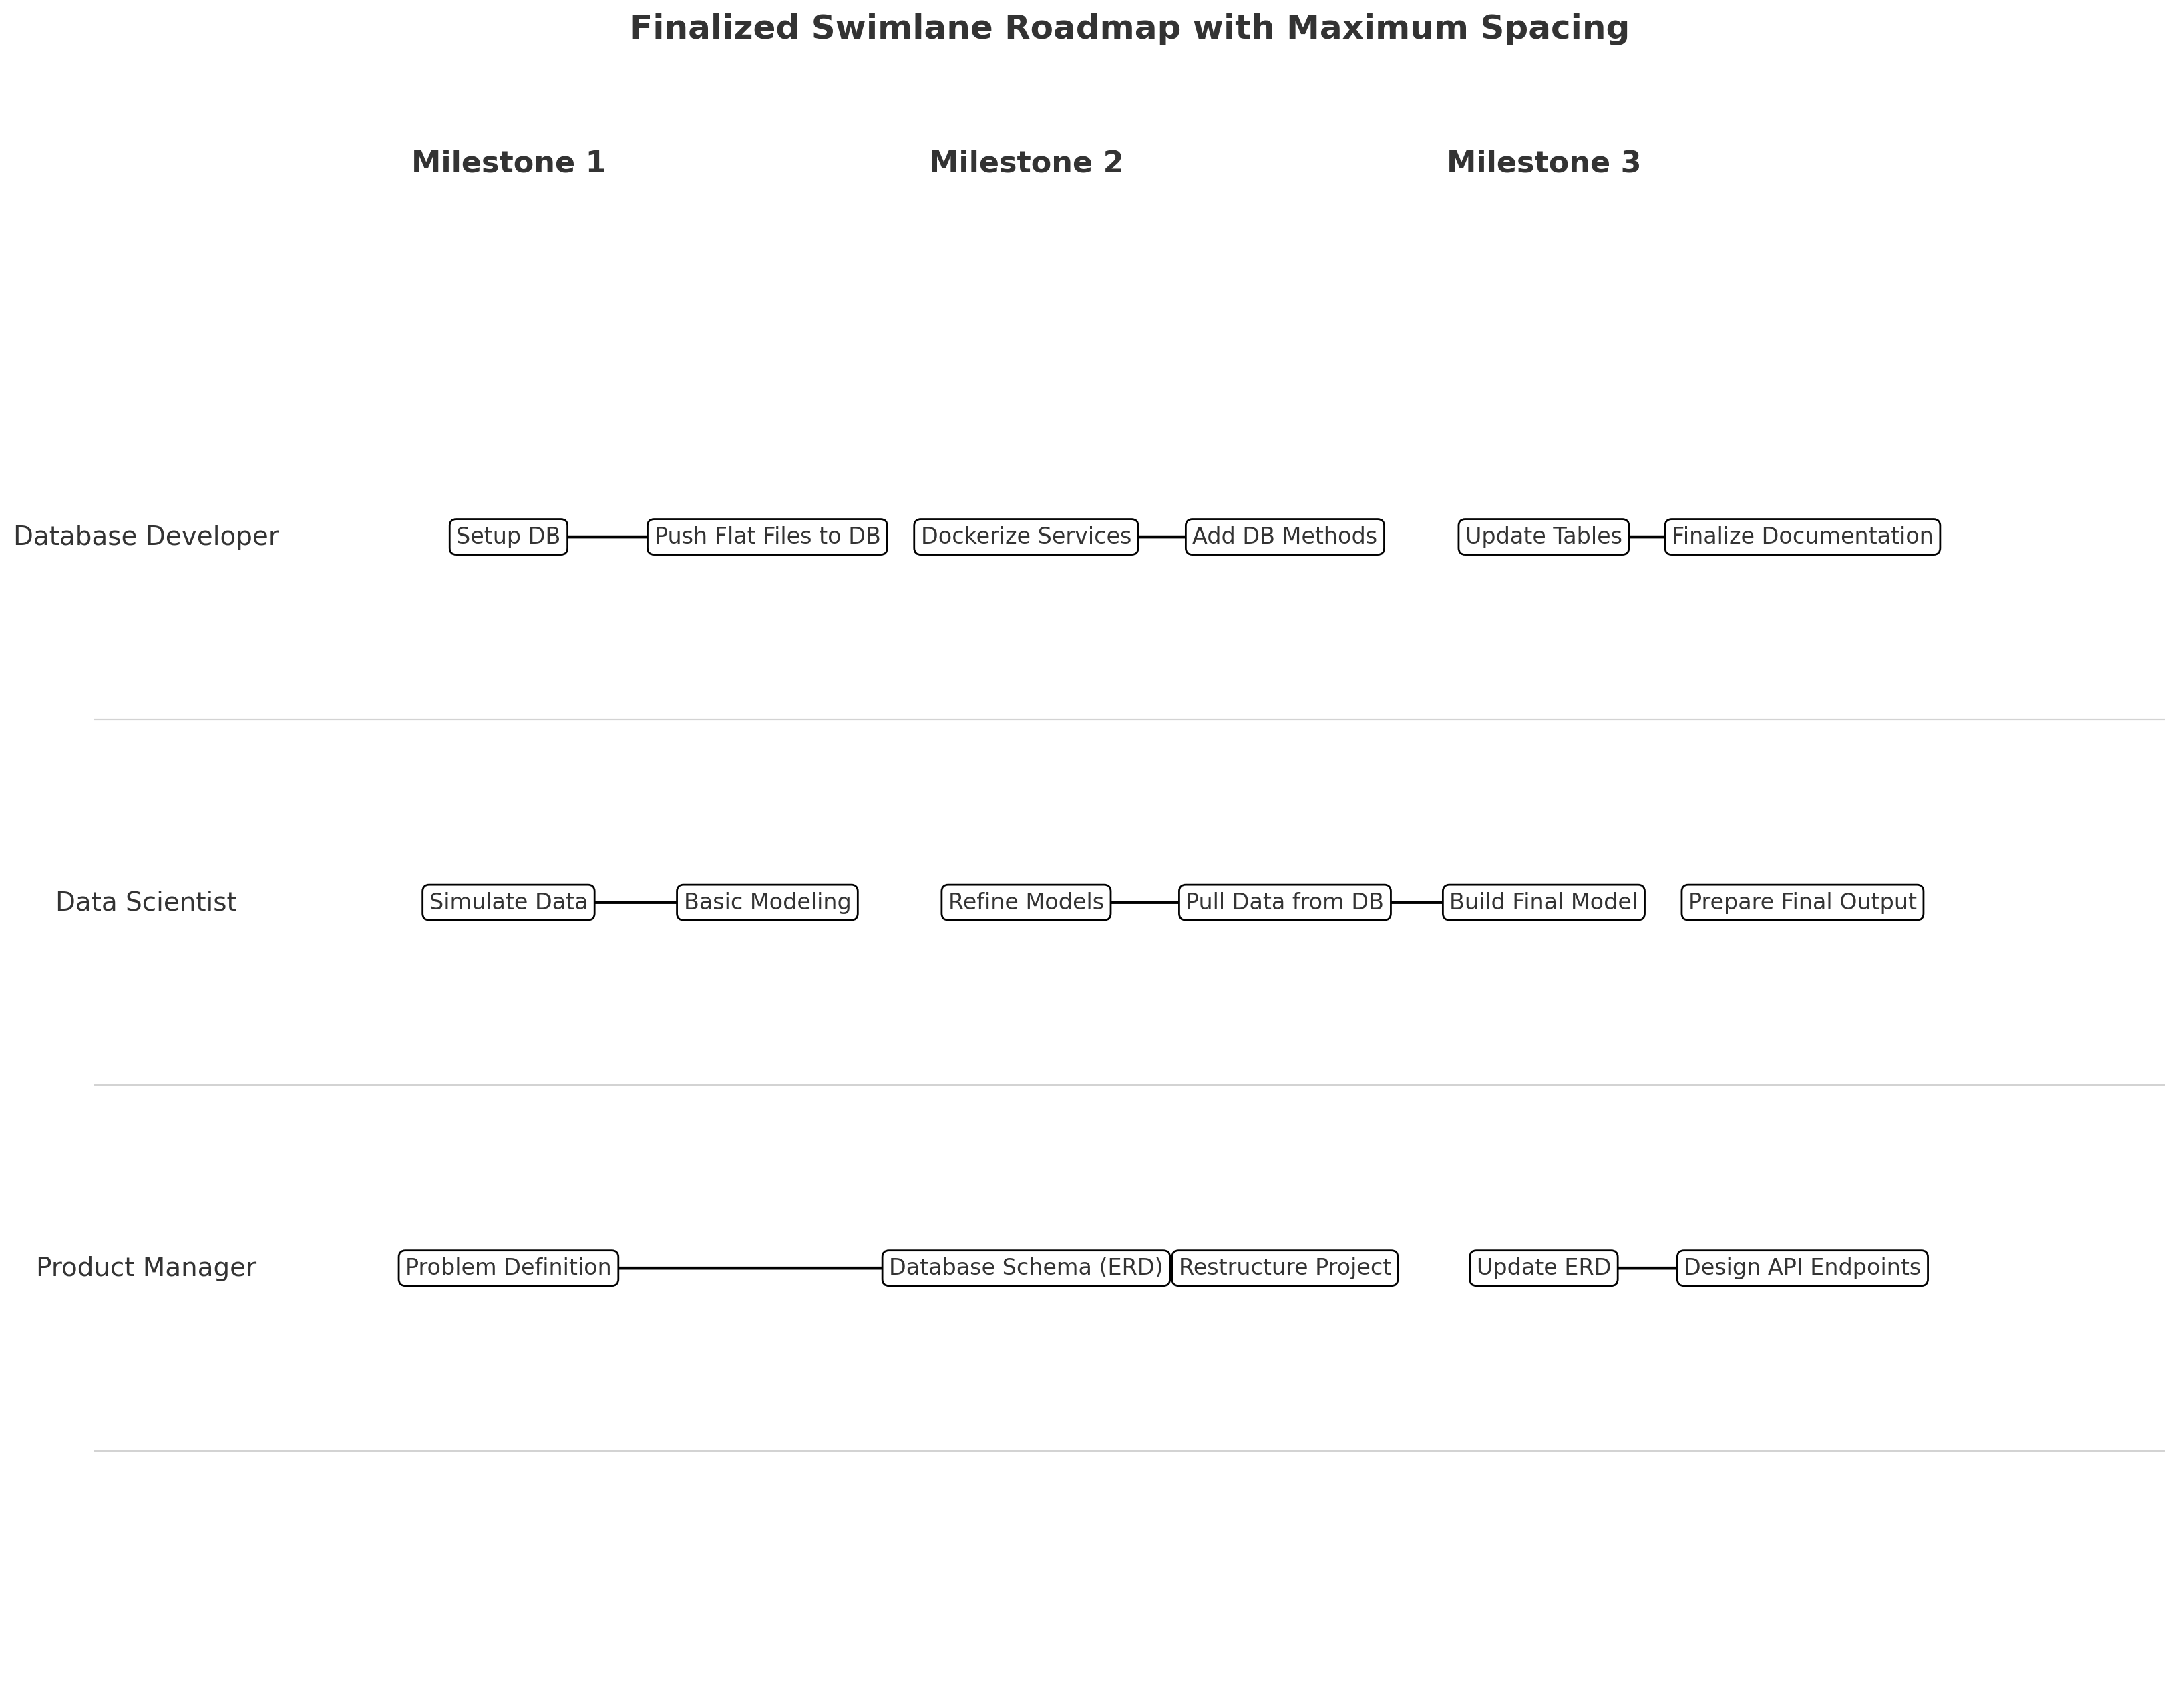 Finalized Swimlane Roadmap with Maximum Spacing
Milestone 1 Milestone 2 Milestone 3
Database Developer Setup DB Push Flat Files to DB Dockerize Services Add DB Methods Update Tables Finalize Documentation
Data Scientist Simulate Data Basic Modeling Refine Models Pull Data from DB Build Final Model Prepare Final Output
Product Manager Problem Definition Database Schema (ERD) Restructure Project Update ERD Design API Endpoints